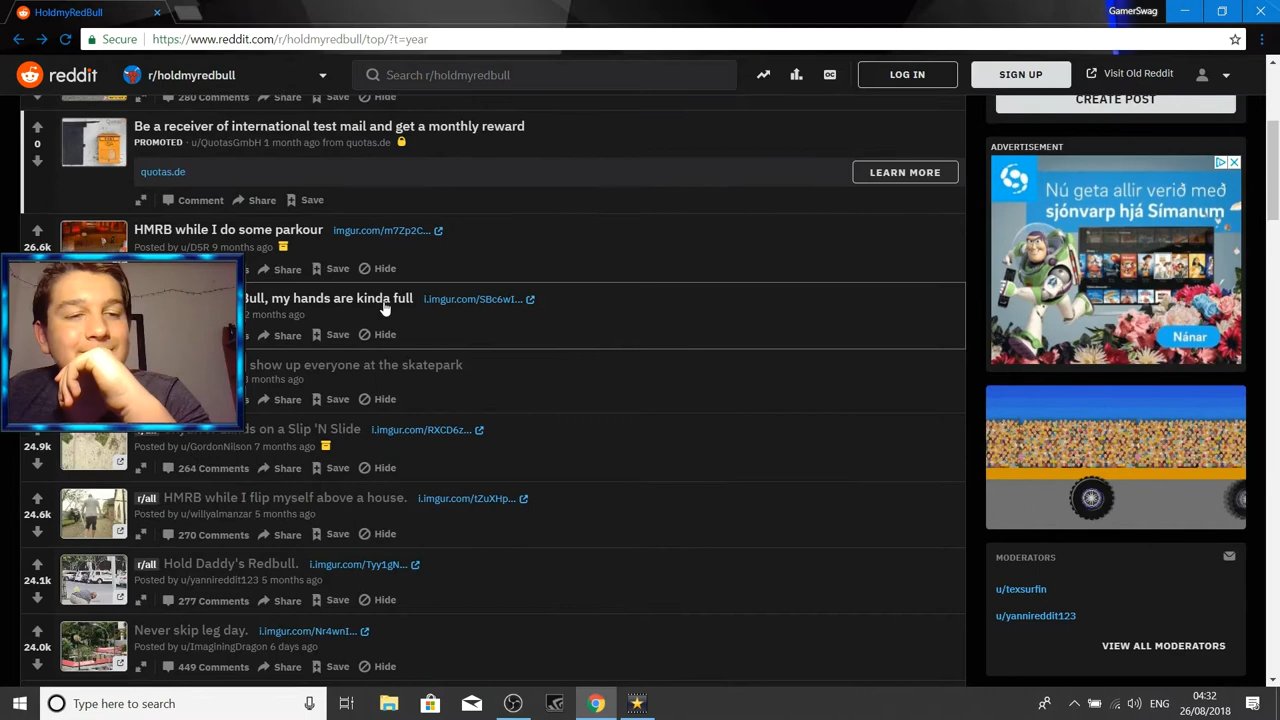 HoldmyRedBull
GamerSwag
Secure https://www.reddit.com/r/holdmyredbull/top/?t=year
reddit r/holdmyredbull Search r/holdmyredbull LOG IN SIGN UP Visit Old Reddit
280 Comments Share Save Hide
CREATE POST
0 Be a receiver of international test mail and get a monthly reward
PROMOTED · u/QuotasGmbH 1 month ago from quotas.de
quotas.de LEARN MORE
Comment Share Save
26.6k HMRB while I do some parkour imgur.com/m7Zp2C...
Posted by u/D5R 9 months ago
Share Save Hide
Bull, my hands are kinda full i.imgur.com/SBc6wI...
2 months ago
Share Save Hide
show up everyone at the skatepark
months ago
Share Save Hide
24.9k on a Slip 'N Slide i.imgur.com/RXCD6z...
Posted by u/GordonNilson 7 months ago
264 Comments Share Save Hide
24.6k r/all HMRB while I flip myself above a house. i.imgur.com/tZuXHp...
Posted by u/willyalmanzar 5 months ago
270 Comments Share Save Hide
24.1k r/all Hold Daddy's Redbull. i.imgur.com/Tyy1gN...
Posted by u/yannireddit123 5 months ago
277 Comments Share Save Hide
24.0k Never skip leg day. i.imgur.com/Nr4wnI...
Posted by u/ImaginingDragon 6 days ago
449 Comments Share Save Hide
ADVERTISEMENT
Nú geta allir verið með
sjónvarp hjá Símanum
Nánar
MODERATORS
u/texsurfin
u/yannireddit123
VIEW ALL MODERATORS
Type here to search
ENG
04:32
26/08/2018